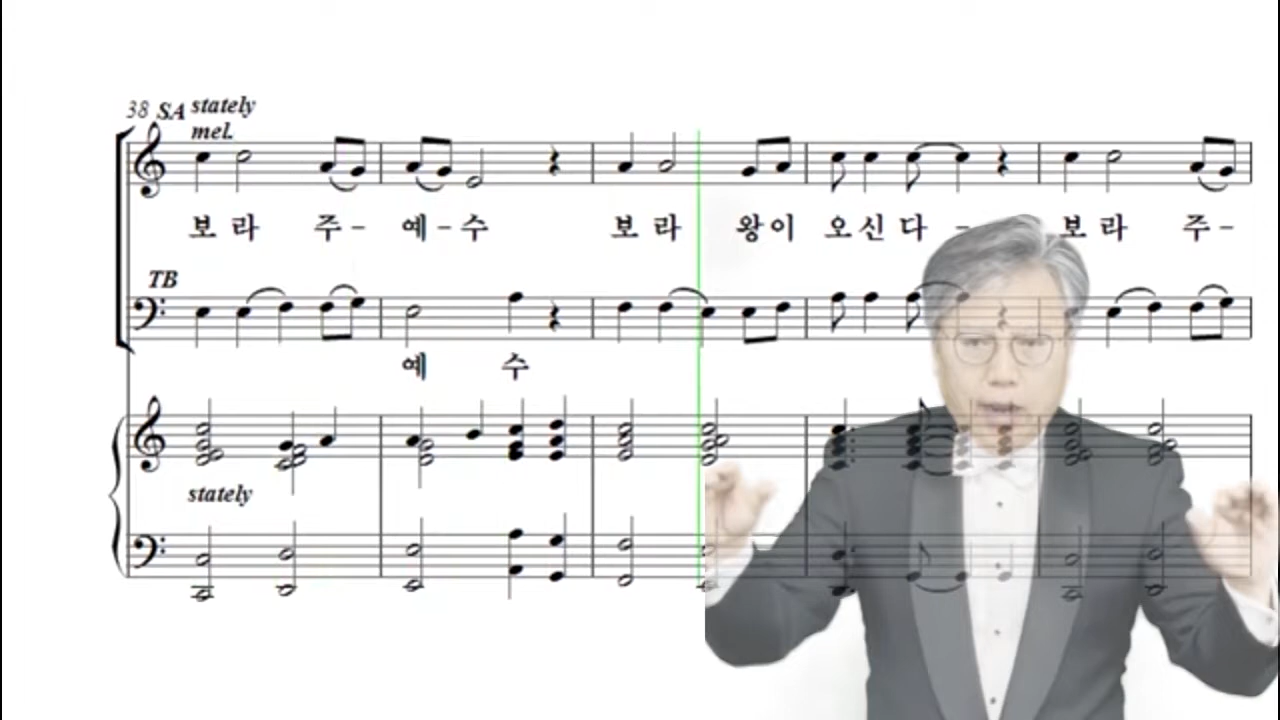 38 SA stately
mel.
보라 주- 예-수 보라 왕이 오신다 - 보라 주-
TB
예 수
stately